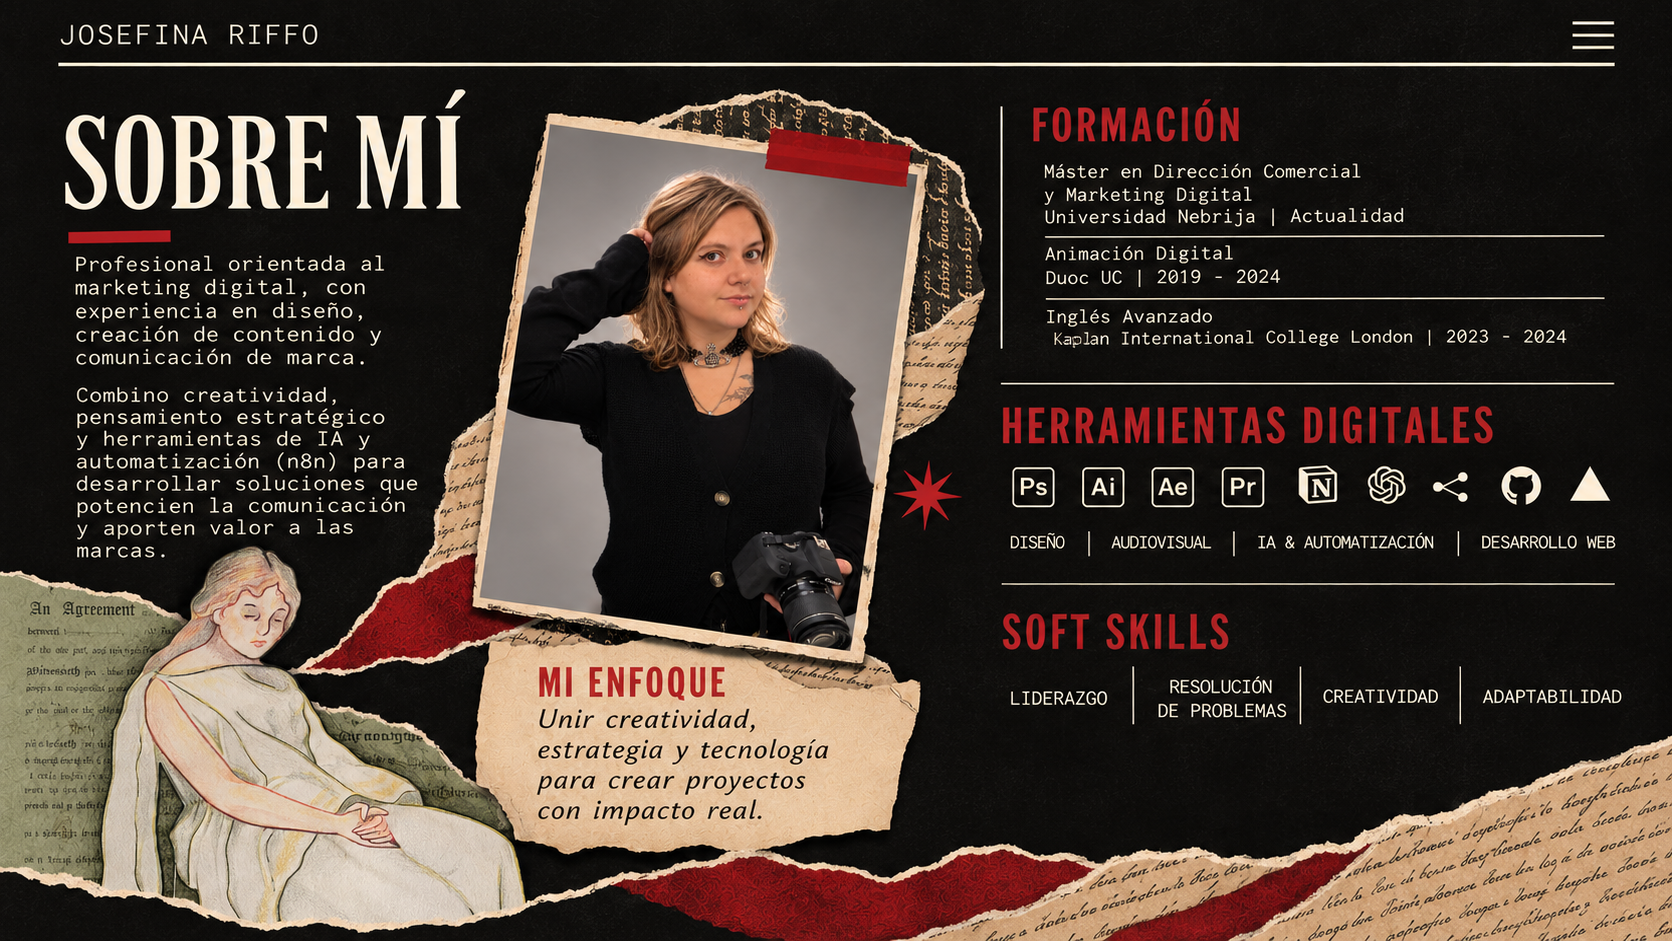 JOSEFINA RIFFO
SOBRE MÍ
Profesional orientada al
marketing digital, con
experiencia en diseño,
creación de contenido y
comunicación de marca.
Combino creatividad,
pensamiento estratégico
y herramientas de IA y
automatización (n8n) para
desarrollar soluciones que
potencien la comunicación
y aporten valor a las
marcas.
An Agreement
MI ENFOQUE
Unir creatividad,
estrategia y tecnología
para crear proyectos
con impacto real.
Canon
FORMACIÓN
Máster en Dirección Comercial
y Marketing Digital
Universidad Nebrija | Actualidad
Animación Digital
Duoc UC | 2019 - 2024
Inglés Avanzado
Kaplan International College London | 2023 - 2024
HERRAMIENTAS DIGITALES
Ps Ai Ae Pr N
DISEÑO | AUDIOVISUAL | IA & AUTOMATIZACIÓN | DESARROLLO WEB
SOFT SKILLS
LIDERAZGO | RESOLUCIÓN DE PROBLEMAS | CREATIVIDAD | ADAPTABILIDAD